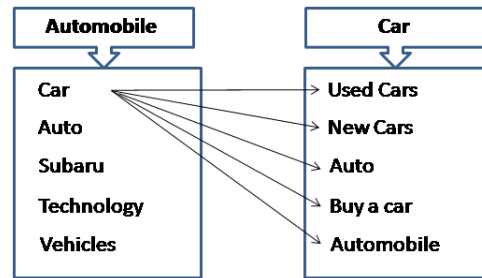 Automobile
Car
Auto
Subaru
Technology
Vehicles
Car
Used Cars
New Cars
Auto
Buy a car
Automobile